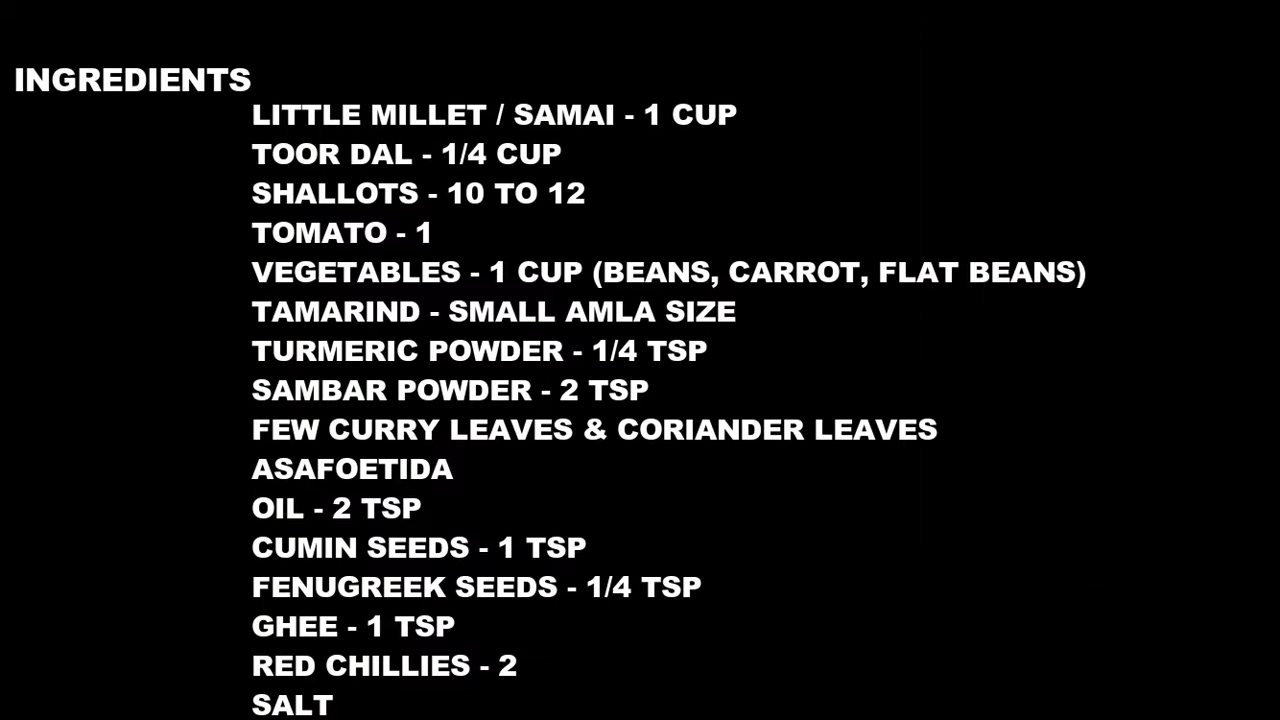 INGREDIENTS
LITTLE MILLET / SAMAI - 1 CUP
TOOR DAL - 1/4 CUP
SHALLOTS - 10 TO 12
TOMATO - 1
VEGETABLES - 1 CUP (BEANS, CARROT, FLAT BEANS)
TAMARIND - SMALL AMLA SIZE
TURMERIC POWDER - 1/4 TSP
SAMBAR POWDER - 2 TSP
FEW CURRY LEAVES & CORIANDER LEAVES
ASAFOETIDA
OIL - 2 TSP
CUMIN SEEDS - 1 TSP
FENUGREEK SEEDS - 1/4 TSP
GHEE - 1 TSP
RED CHILLIES - 2
SALT